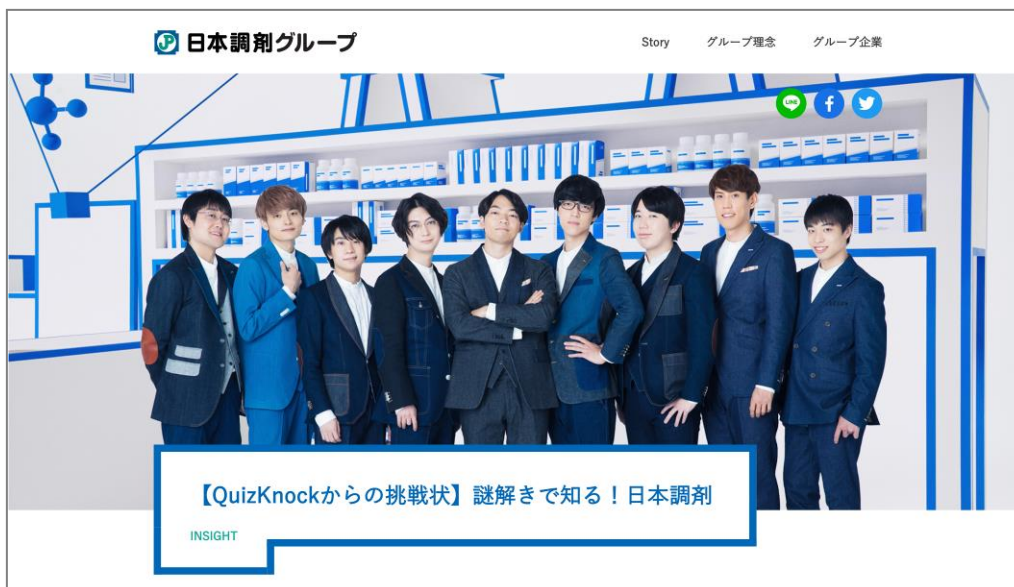 日本調剤グループ
Story グループ理念 グループ企業
LINE
【QuizKnockからの挑戦状】謎解きで知る!日本調剤
INSIGHT